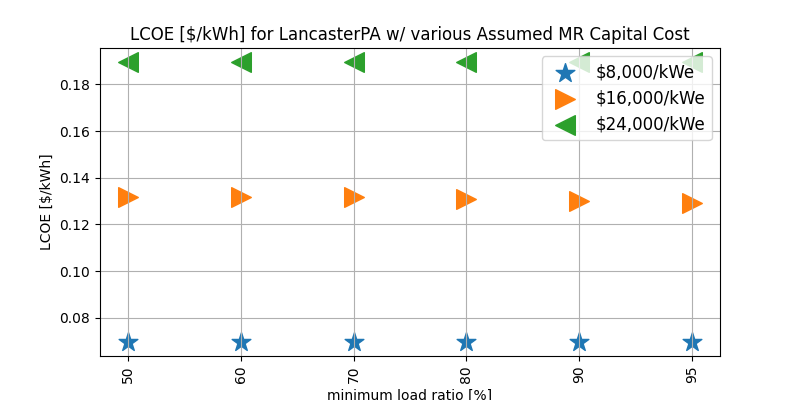 LCOE [$/kWh] for LancasterPA w/ various Assumed MR Capital Cost
LCOE [$/kWh]
0.18
0.16
0.14
0.12
0.10
0.08
$8,000/kWe
$16,000/kWe
$24,000/kWe
50
60
70
80
90
95
minimum load ratio [%]